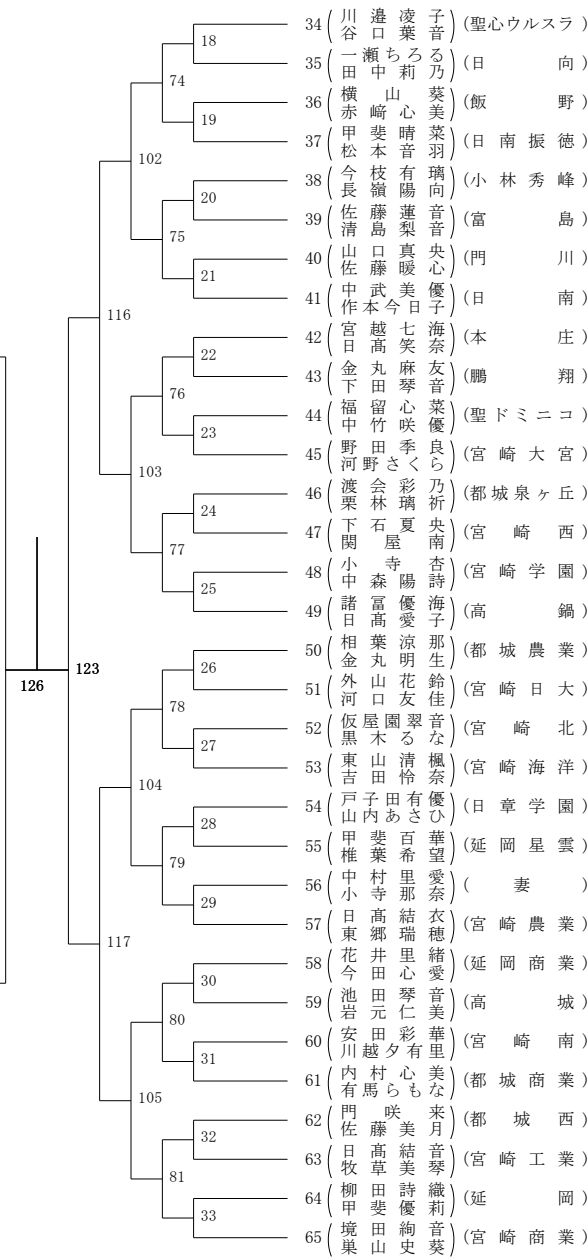 34 川邉凌子 谷口葉音 (聖心ウルスラ)
35 一瀬ちろる 田中莉乃 (日向)
36 横山葵 赤﨑心美 (飯野)
37 甲斐晴菜 松本音羽 (日南振徳)
38 今枝有璃 長嶺陽向 (小林秀峰)
39 佐藤蓮音 清島梨音 (富島)
40 山口真央 佐藤暖心 (門川)
41 中武美優 作本今日子 (日南)
42 宮越七海 日髙笑奈 (本庄)
43 金丸麻友 下田琴音 (鵬翔)
44 福留心菜 中竹咲優 (聖ドミニコ)
45 野田季良 河野さくら (宮崎大宮)
46 渡会彩乃 栗林璃祈 (都城泉ヶ丘)
47 下石夏央 関屋南 (宮崎西)
48 小寺杏 中森陽詩 (宮崎学園)
49 諸冨優海 日髙愛子 (高鍋)
50 相葉涼那 金丸明生 (都城農業)
51 外山花鈴 河口友佳 (宮崎日大)
52 仮屋園翠音 黒木るな (宮崎北)
53 東山清楓 吉田怜奈 (宮崎海洋)
54 戸子田有優 山内あさひ (日章学園)
55 甲斐百華 椎葉希望 (延岡星雲)
56 中村里愛 小寺那奈 (妻)
57 日髙結衣 東郷瑞穂 (宮崎農業)
58 花井里緒 今田心愛 (延岡商業)
59 池田琴音 岩元仁美 (高城)
60 安田彩華 川越夕有里 (宮崎南)
61 内村心美 有馬らもな (都城商業)
62 門咲来 佐藤美月 (都城西)
63 日髙結音 牧草美琴 (宮崎工業)
64 柳田詩織 甲斐優莉 (延岡)
65 境田絢音 巣山史葵 (宮崎商業)
18
19
20
21
22
23
24
25
26
27
28
29
30
31
32
33
74
75
76
77
78
79
80
81
102
103
104
105
116
117
123
126